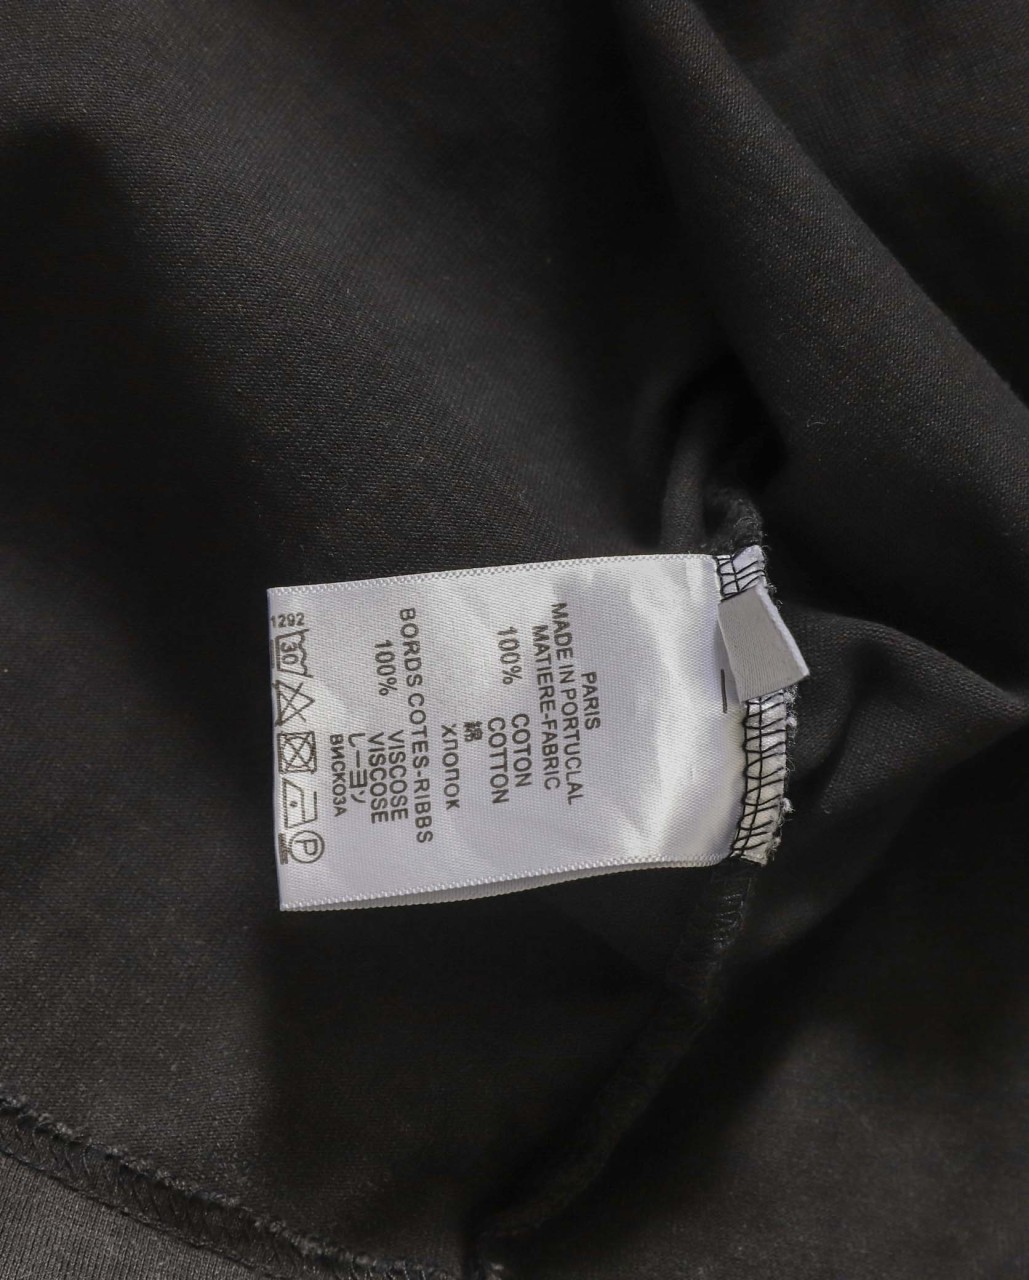 PARIS
MADE IN PORTUCLAL
MATIERE-FABRIC
100% COTON
COTTON
綿
ХЛОПОК
BORDS COTES-RIBBS
100% VISCOSE
VISCOSE
レーヨン
ВИСКОЗА
1292
30
P